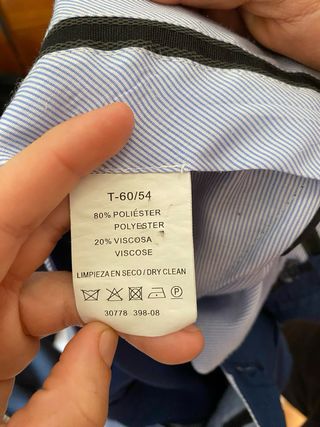 T-60/54
80% POLIÉSTER
POLYESTER
20% VISCOSA
VISCOSE
LIMPIEZA EN SECO / DRY CLEAN
P
30778 398-08